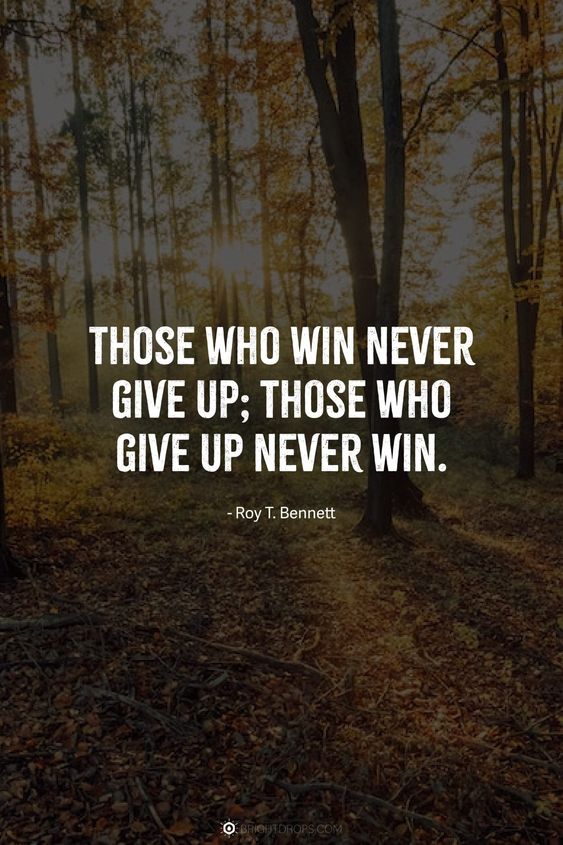 THOSE WHO WIN NEVER
GIVE UP; THOSE WHO
GIVE UP NEVER WIN.
- Roy T. Bennett
BRIGHTDROPS.COM